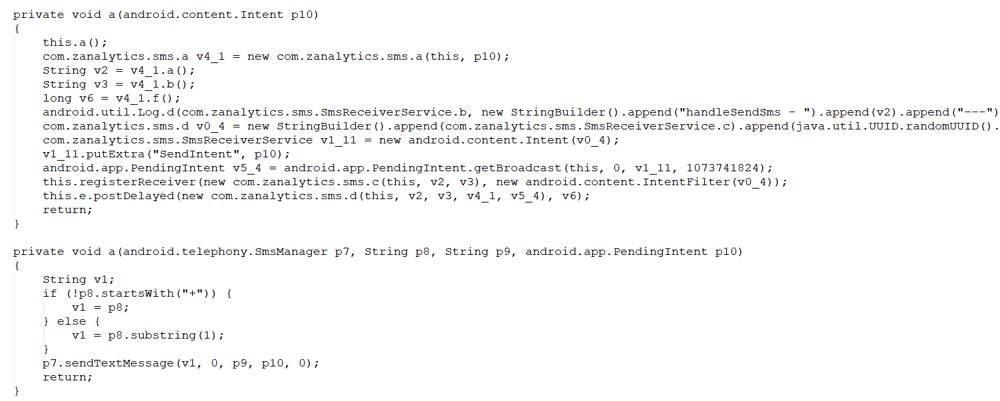 private void a(android.content.Intent p10)
{
    this.a();
    com.zanalytics.sms.a v4_1 = new com.zanalytics.sms.a(this, p10);
    String v2 = v4_1.a();
    String v3 = v4_1.b();
    long v6 = v4_1.f();
    android.util.Log.d(com.zanalytics.sms.SmsReceiverService.b, new StringBuilder().append("handleSendSms - ").append(v2).append("---")
    com.zanalytics.sms.d v0_4 = new StringBuilder().append(com.zanalytics.sms.SmsReceiverService.c).append(java.util.UUID.randomUUID().
    com.zanalytics.sms.SmsReceiverService v1_11 = new android.content.Intent(v0_4);
    v1_11.putExtra("SendIntent", p10);
    android.app.PendingIntent v5_4 = android.app.PendingIntent.getBroadcast(this, 0, v1_11, 1073741824);
    this.registerReceiver(new com.zanalytics.sms.c(this, v2, v3), new android.content.IntentFilter(v0_4));
    this.e.postDelayed(new com.zanalytics.sms.d(this, v2, v3, v4_1, v5_4), v6);
    return;
}
private void a(android.telephony.SmsManager p7, String p8, String p9, android.app.PendingIntent p10)
{
    String v1;
    if (!p8.startsWith("+")) {
        v1 = p8;
    } else {
        v1 = p8.substring(1);
    }
    p7.sendTextMessage(v1, 0, p9, p10, 0);
    return;
}